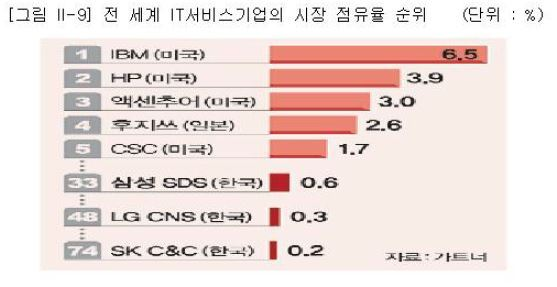 [그림 Ⅱ-9] 전 세계 IT서비스기업의 시장 점유율 순위 (단위 : %)
1 IBM (미국) 6.5
2 HP (미국) 3.9
3 액센추어 (미국) 3.0
4 후지쓰 (일본) 2.6
5 CSC (미국) 1.7
33 삼성 SDS (한국) 0.6
48 LG CNS (한국) 0.3
74 SK C&C (한국) 0.2
자료 : 가트너